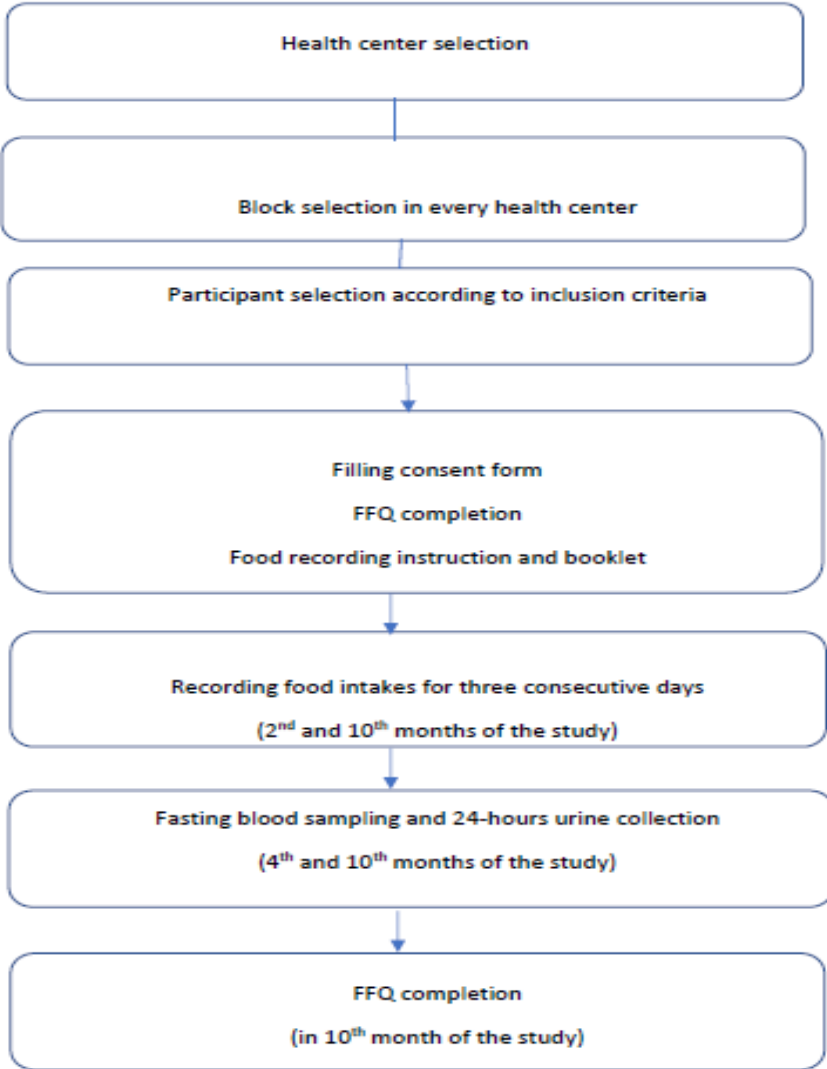 Health center selection
Block selection in every health center
Participant selection according to inclusion criteria
Filling consent form
FFQ completion
Food recording instruction and booklet
Recording food intakes for three consecutive days
(2nd and 10th months of the study)
Fasting blood sampling and 24-hours urine collection
(4th and 10th months of the study)
FFQ completion
(in 10th month of the study)